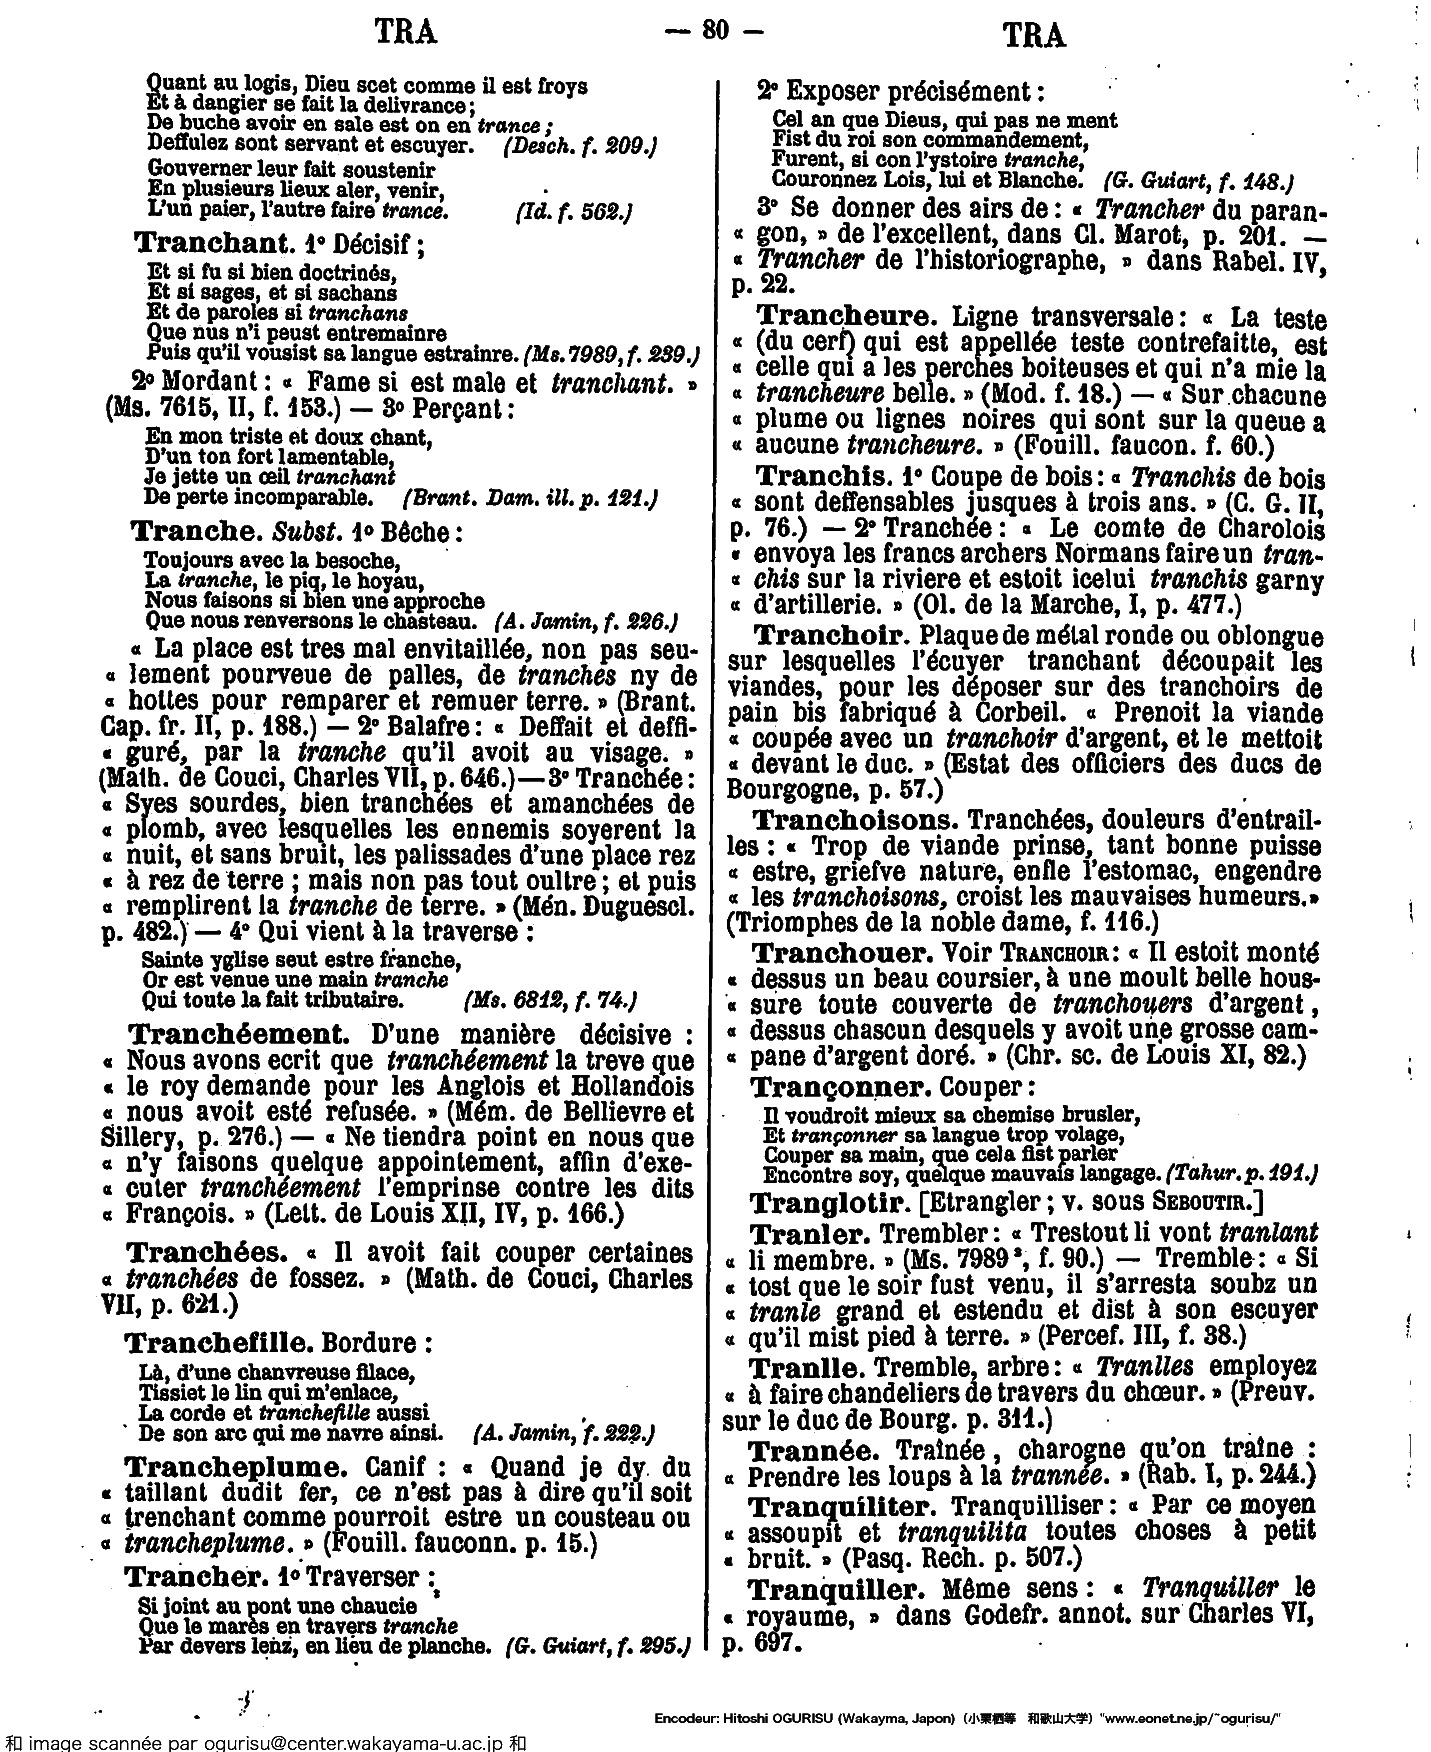 TRA — 80 — TRA
Quant au logis, Dieu scet comme il est froys
Et à dangier se fait la delivrance;
De buche avoir en sale est on en trance;
Deffulez sont servant et escuyer. (Desch. f. 209.)
Gouverner leur fait soustenir
En plusieurs lieux aler, venir,
L'un paier, l'autre faire trance. (Id. f. 562.)
Tranchant. 1º Décisif ;
Et si fu si bien doctrinés,
Et si sages, et si sachans
Et de paroles si tranchans
Que nus n'i peust entremainre
Puis qu'il vousist sa langue estrainre. (Ms. 7989, f. 239.)
2º Mordant : « Fame si est male et tranchant. »
(Ms. 7615, II, f. 153.) — 3º Perçant :
En mon triste et doux chant,
D'un ton fort lamentable,
Je jette un œil tranchant
De perte incomparable. (Brant. Dam. ill. p. 121.)
Tranche. Subst. 1º Bêche :
Toujours avec la besoche,
La tranche, le piq, le hoyau,
Nous faisons si bien une approche
Que nous renversons le chasteau. (A. Jamin, f. 226.)
« La place est tres mal envitaillée, non pas seu-
« lement pourveue de palles, de tranches ny de
« hottes pour remparer et remuer terre. » (Brant.
Cap. fr. II, p. 188.) — 2º Balafre : « Deffait et deffi-
« guré, par la tranche qu'il avoit au visage. »
(Math. de Couci, Charles VII, p. 646.) — 3º Tranchée :
« Syes sourdes, bien tranchées et amanchées de
« plomb, avec lesquelles les ennemis soyerent la
« nuit, et sans bruit, les palissades d'une place rez
« à rez de terre ; mais non pas tout oultre ; et puis
« remplirent la tranche de terre. » (Mén. Duguescl.
p. 482.) — 4º Qui vient à la traverse :
Sainte yglise seut estre franche,
Or est venue une main tranche
Qui toute la fait tributaire. (Ms. 6812, f. 74.)
Tranchéement. D'une manière décisive :
« Nous avons ecrit que tranchéement la treve que
« le roy demande pour les Anglois et Hollandois
« nous avoit esté refusée. » (Mém. de Bellievre et
Sillery, p. 276.) — « Ne tiendra point en nous que
« n'y faisons quelque appointement, affin d'exe-
« cuter tranchéement l'emprinse contre les dits
« François. » (Lett. de Louis XII, IV, p. 166.)
Tranchées. « Il avoit fait couper certaines
« tranchées de fossez. » (Math. de Couci, Charles
VII, p. 621.)
Tranchefille. Bordure :
Là, d'une chanvreuse filace,
Tissiet le lin qui m'enlace,
La corde et tranchefille aussi
De son arc qui me navre ainsi. (A. Jamin, f. 222.)
Trancheplume. Canif : « Quand je dy du
« taillant dudit fer, ce n'est pas à dire qu'il soit
« trenchant comme pourroit estre un cousteau ou
« trancheplume. » (Fouill. fauconn. p. 15.)
Trancher. 1º Traverser :
Si joint au pont une chaucie
Que le marès en travers tranche
Par devers lenz, en lieu de planche. (G. Guiart, f. 295.)
2º Exposer précisément :
Cel an que Dieus, qui pas ne ment
Fist du roi son commandement,
Furent, si con l'ystoire tranche,
Couronnez Lois, lui et Blanche. (G. Guiart, f. 148.)
3º Se donner des airs de : « Trancher du paran-
« gon, » de l'excellent, dans Cl. Marot, p. 201. —
« Trancher de l'historiographe, » dans Rabel. IV,
p. 22.
Trancheure. Ligne transversale : « La teste
« (du cerf) qui est appellée teste contrefaitte, est
« celle qui a les perches boiteuses et qui n'a mie la
« trancheure belle. » (Mod. f. 18.) — « Sur chacune
« plume ou lignes noires qui sont sur la queue a
« aucune trancheure. » (Fouill. faucon. f. 60.)
Tranchis. 1º Coupe de bois : « Tranchis de bois
« sont deffensables jusques à trois ans. » (C. G. II,
p. 76.) — 2º Tranchée : « Le comte de Charolois
« envoya les francs archers Normans faire un tran-
« chis sur la riviere et estoit icelui tranchis garny
« d'artillerie. » (Ol. de la Marche, I, p. 477.)
Tranchoir. Plaque de métal ronde ou oblongue
sur lesquelles l'écuyer tranchant découpait les
viandes, pour les déposer sur des tranchoirs de
pain bis fabriqué à Corbeil. « Prenoit la viande
« coupée avec un tranchoir d'argent, et le mettoit
« devant le duc. » (Estat des officiers des ducs de
Bourgogne, p. 57.)
Tranchoisons. Tranchées, douleurs d'entrail-
les : « Trop de viande prinse, tant bonne puisse
« estre, griefve nature, enfle l'estomac, engendre
« les tranchoisons, croist les mauvaises humeurs. »
(Triomphes de la noble dame, f. 116.)
Tranchouer. Voir TRANCHOIR : « Il estoit monté
« dessus un beau coursier, à une moult belle hous-
« sure toute couverte de tranchouers d'argent,
« dessus chascun desquels y avoit une grosse cam-
« pane d'argent doré. » (Chr. sc. de Louis XI, 82.)
Trançonner. Couper :
Il voudroit mieux sa chemise brusler,
Et trançonner sa langue trop volage,
Couper sa main, que cela fist parler
Encontre soy, quelque mauvais langage. (Tahur. p. 191.)
Tranglotir. [Etrangler ; v. sous SEBOUTIR.]
Tranler. Trembler : « Trestout li vont tranlant
« li membre. » (Ms. 7989², f. 90.) — Tremble : « Si
« tost que le soir fust venu, il s'arresta soubz un
« tranle grand et estendu et dist à son escuyer
« qu'il mist pied à terre. » (Percef. III, f. 38.)
Tranlle. Tremble, arbre : « Tranlles employez
« à faire chandeliers de travers du chœur. » (Preuv.
sur le duc de Bourg. p. 311.)
Trannée. Traînée, charogne qu'on traîne :
« Prendre les loups à la trannée. » (Rab. I, p. 244.)
Tranquiliter. Tranquilliser : « Par ce moyen
« assoupit et tranquilita toutes choses à petit
« bruit. » (Pasq. Rech. p. 507.)
Tranquiller. Même sens : « Tranquiller le
« royaume, » dans Godefr. annot. sur Charles VI,
p. 697.
Encodeur: Hitoshi OGURISU (Wakayma, Japon) (小栗栖等 和歌山大学) "www.eonet.ne.jp/~ogurisu/"
和 image scannée par ogurisu@center.wakayama-u.ac.jp 和